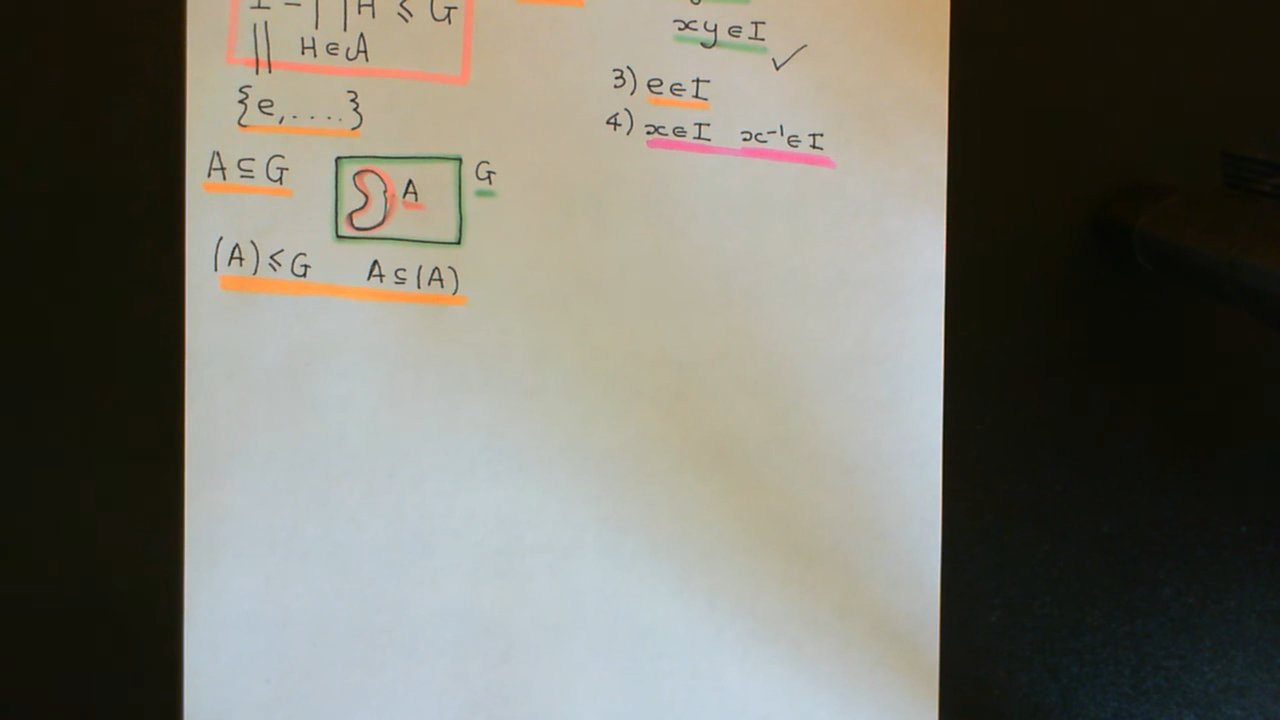 I = ⋂ H ⩽ G
|| H ∈ 𝒜
{e, ....}
A ⊆ G
A
G
(A) ⩽ G A ⊆ (A)
xy ∈ I ✓
3) e ∈ I
4) x ∈ I x⁻¹ ∈ I